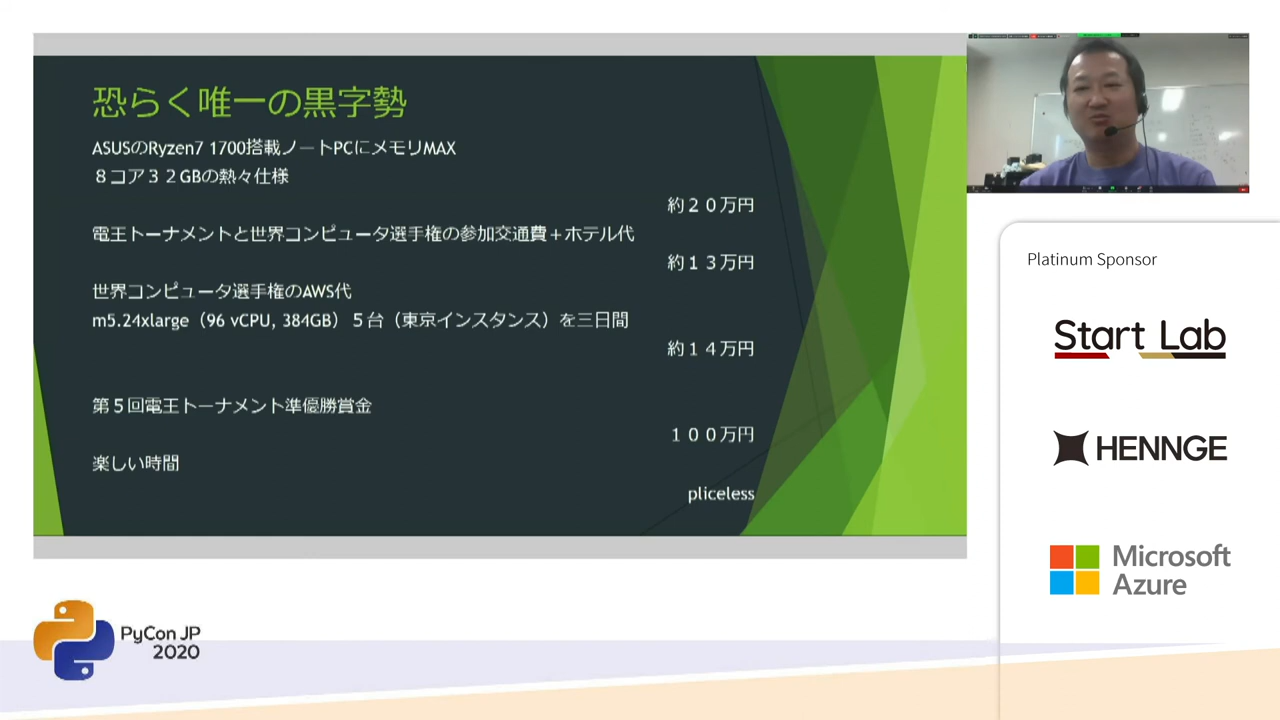 恐らく唯一の黒字勢
ASUSのRyzen7 1700搭載ノートPCにメモリMAX
８コア３２GBの熱々仕様
約２０万円
電王トーナメントと世界コンピュータ選手権の参加交通費＋ホテル代
約１３万円
世界コンピュータ選手権のAWS代
m5.24xlarge（96 vCPU, 384GB）５台（東京インスタンス）を三日間
約１４万円
第５回電王トーナメント準優勝賞金
１００万円
楽しい時間
pliceless
Platinum Sponsor
Start Lab
HENNGE
Microsoft
Azure
PyCon JP
2020